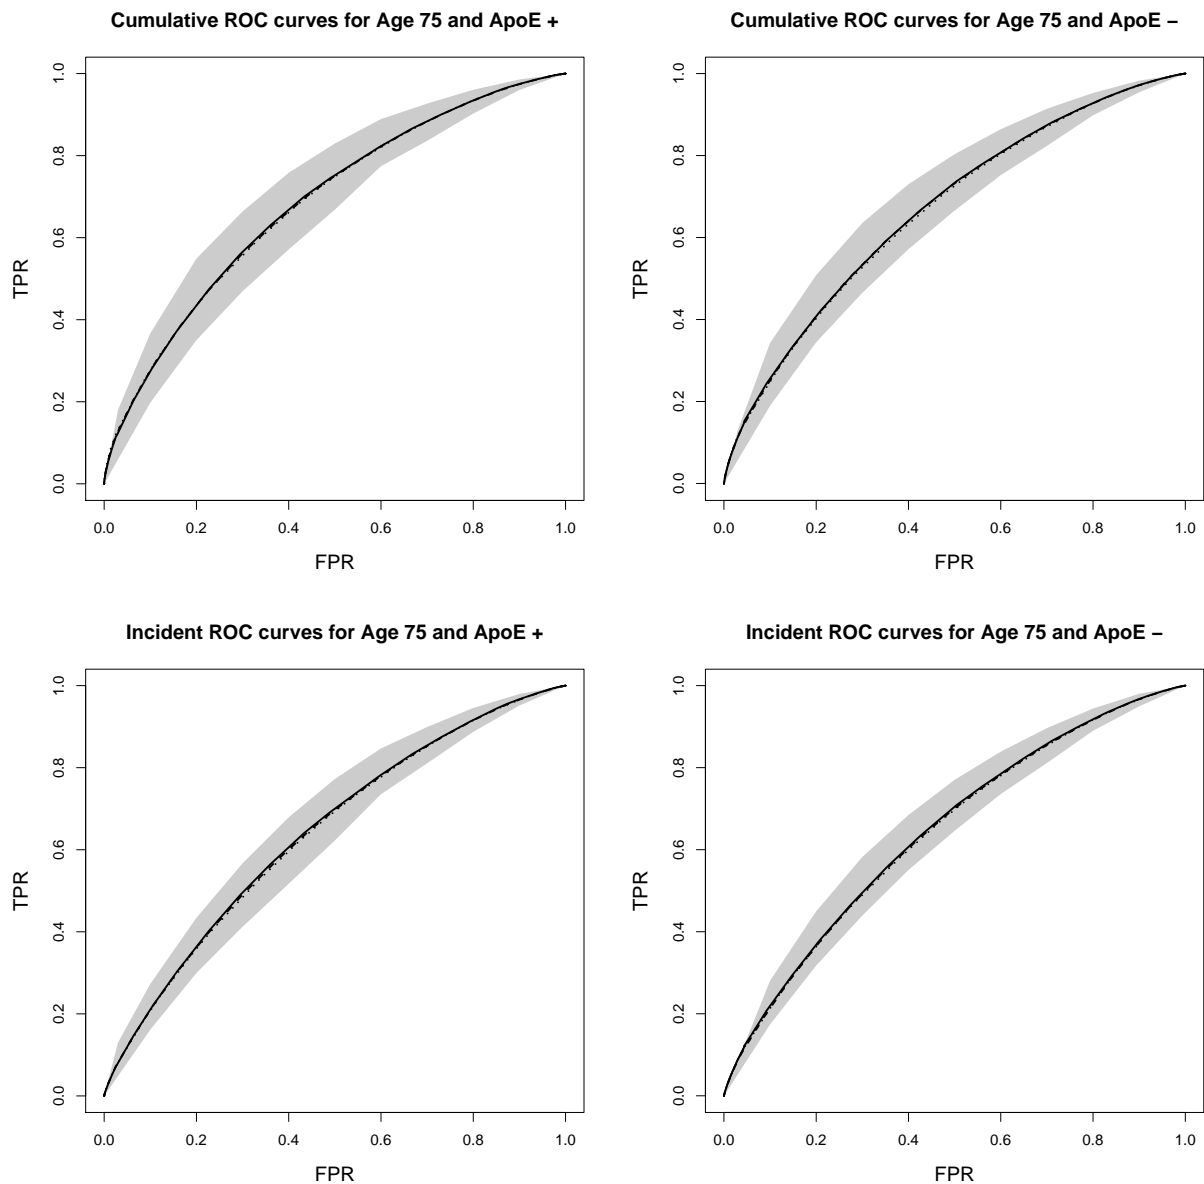 Cumulative ROC curves for Age 75 and ApoE +
1.0
0.8
0.6
0.4
0.2
0.0
TPR
0.0 0.2 0.4 0.6 0.8 1.0
FPR
Cumulative ROC curves for Age 75 and ApoE −
1.0
0.8
0.6
0.4
0.2
0.0
TPR
0.0 0.2 0.4 0.6 0.8 1.0
FPR
Incident ROC curves for Age 75 and ApoE +
1.0
0.8
0.6
0.4
0.2
0.0
TPR
0.0 0.2 0.4 0.6 0.8 1.0
FPR
Incident ROC curves for Age 75 and ApoE −
1.0
0.8
0.6
0.4
0.2
0.0
TPR
0.0 0.2 0.4 0.6 0.8 1.0
FPR